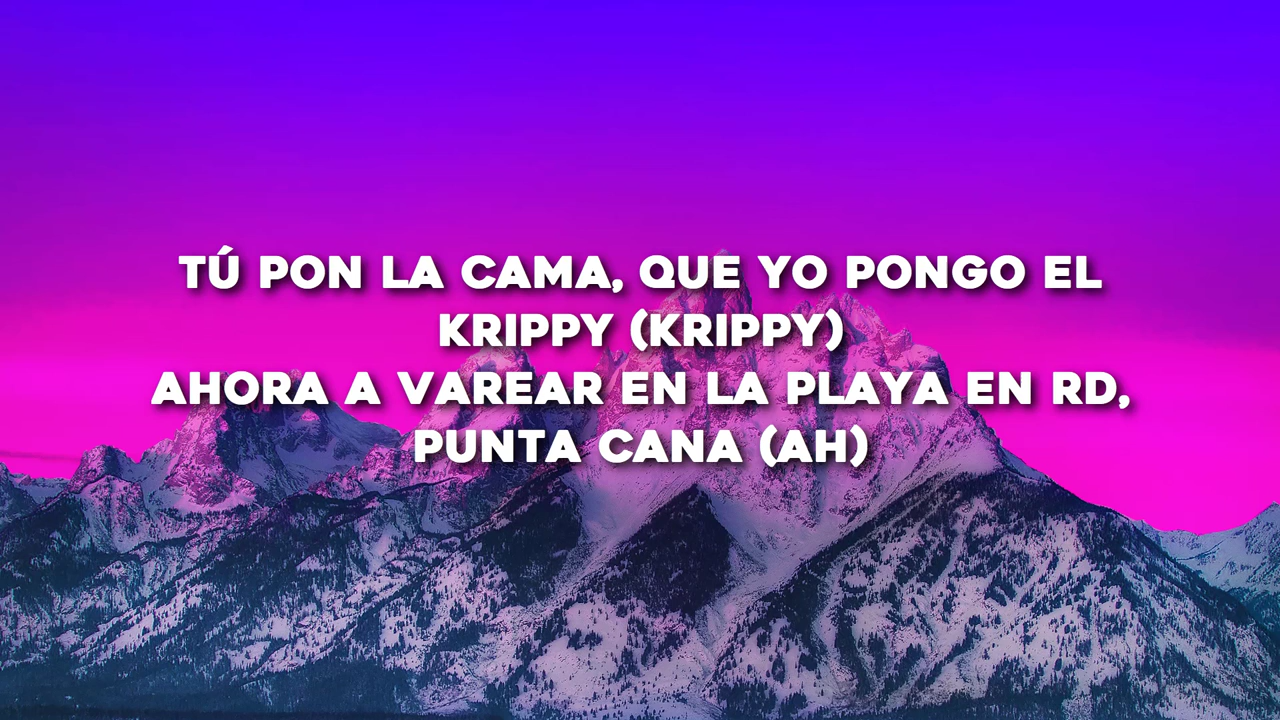 TÚ PON LA CAMA, QUE YO PONGO EL
KRIPPY (KRIPPY)
AHORA A VAREAR EN LA PLAYA EN RD,
PUNTA CANA (AH)